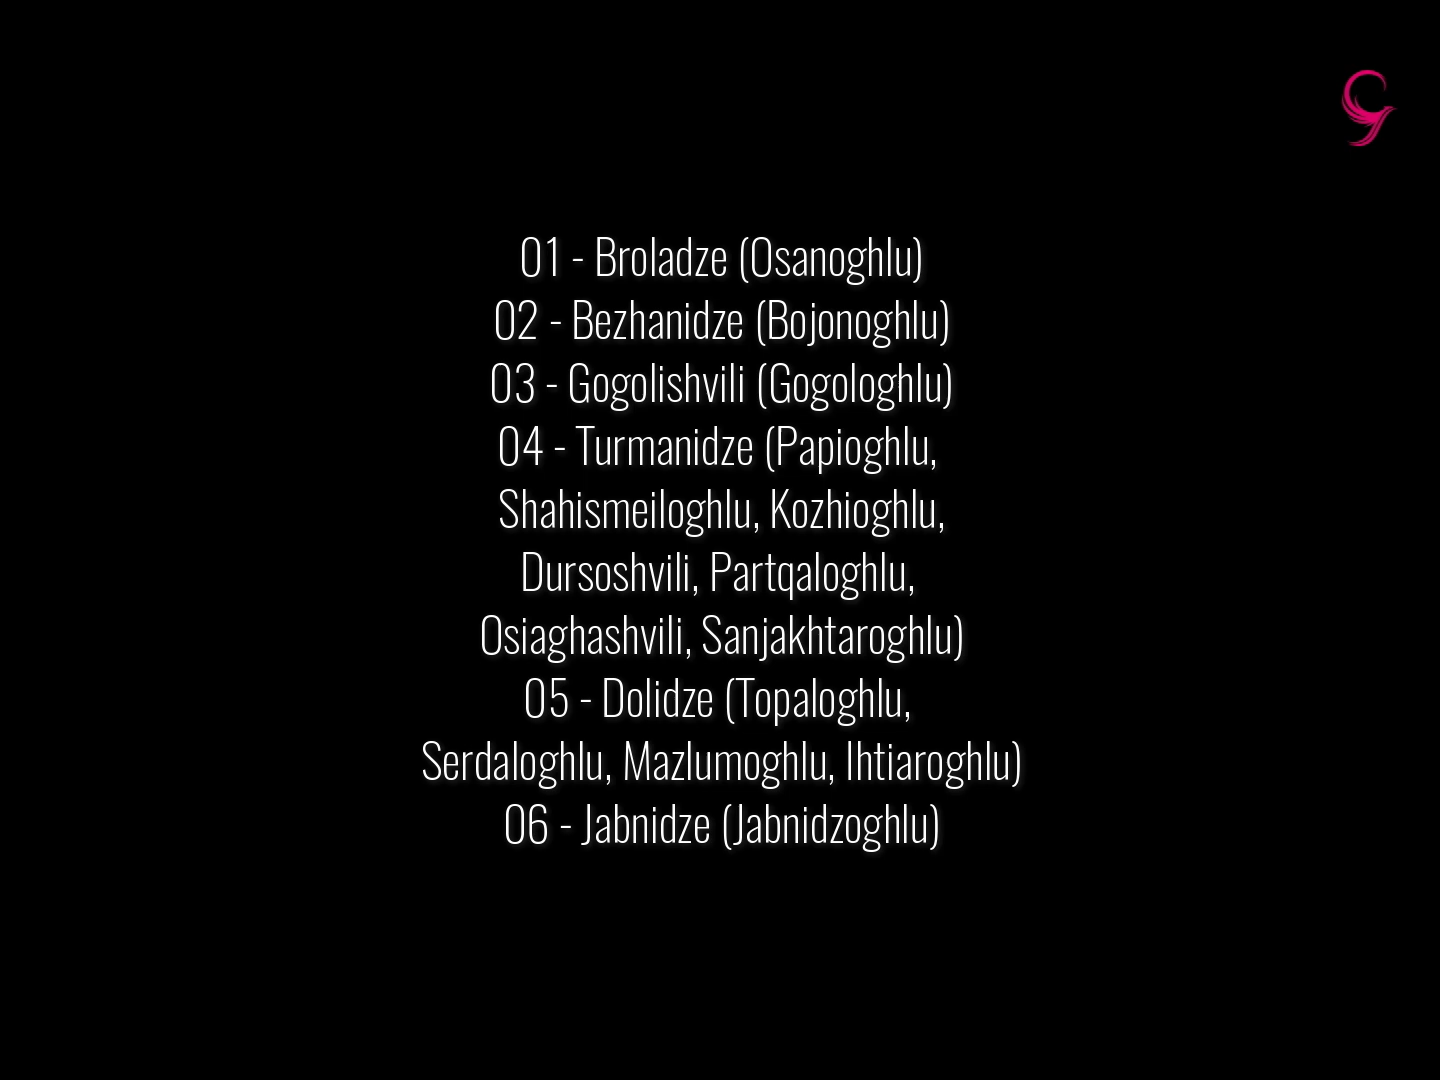 01 - Broladze (Osanoghlu)
02 - Bezhanidze (Bojonoghlu)
03 - Gogolishvili (Gogologhlu)
04 - Turmanidze (Papioghlu,
Shahismeiloghlu, Kozhioghlu,
Dursoshvili, Partqaloghlu,
Osiaghashvili, Sanjakhtaroghlu)
05 - Dolidze (Topaloghlu,
Serdaloghlu, Mazlumoghlu, Ihtiaroghlu)
06 - Jabnidze (Jabnidzoghlu)